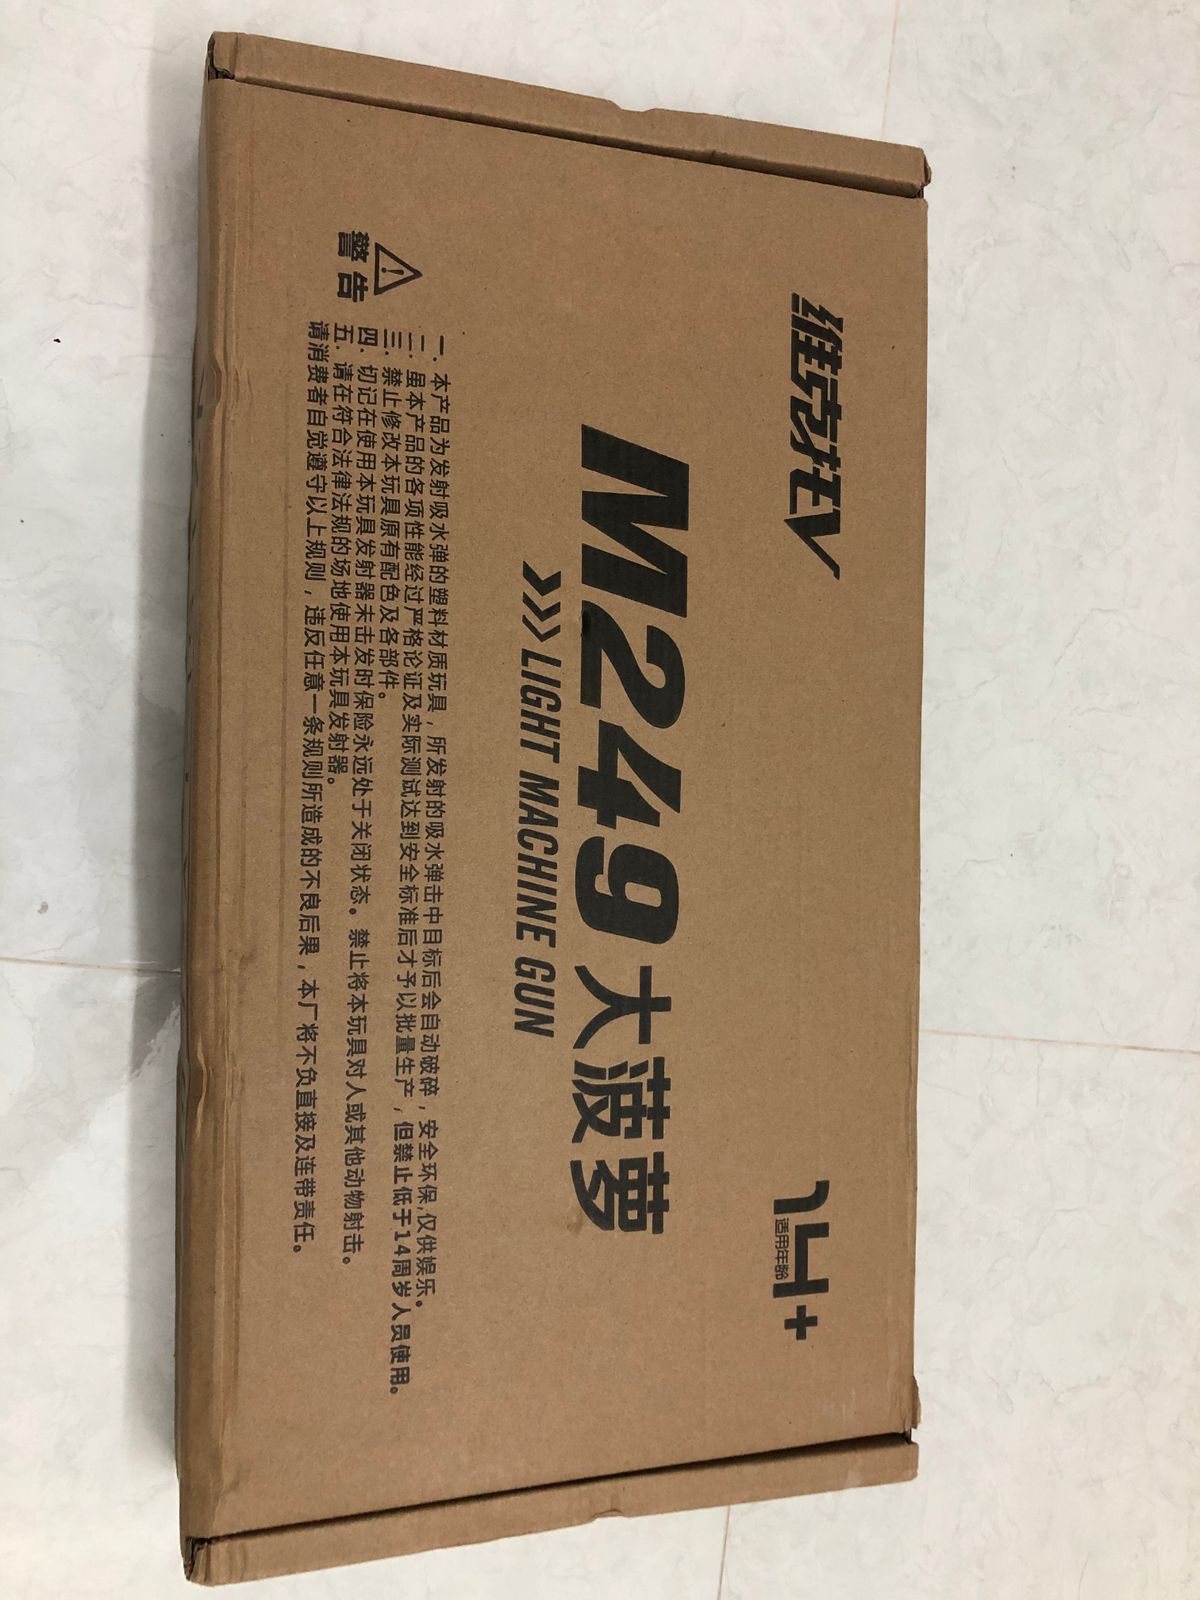 维克托V
14+
适用年龄
M249大菠萝
LIGHT MACHINE GUN
警告
一. 本产品为发射吸水弹的塑料材质玩具，所发射的吸水弹击中目标后会自动破碎，安全环保,仅供娱乐。
二. 虽本产品的各项性能经过严格论证及实际测试达到安全标准后才予以批量生产，但禁止低于14周岁人员使用。
三. 禁止修改本玩具原有配色及各部件。
四. 切记在使用本玩具发射器未击发时保险永远处于关闭状态。禁止将本玩具对人或其他动物射击。
五. 请在符合法律法规的场地使用本玩具发射器。
请消费者自觉遵守以上规则，违反任意一条规则所造成的不良后果，本厂将不负直接及连带责任。